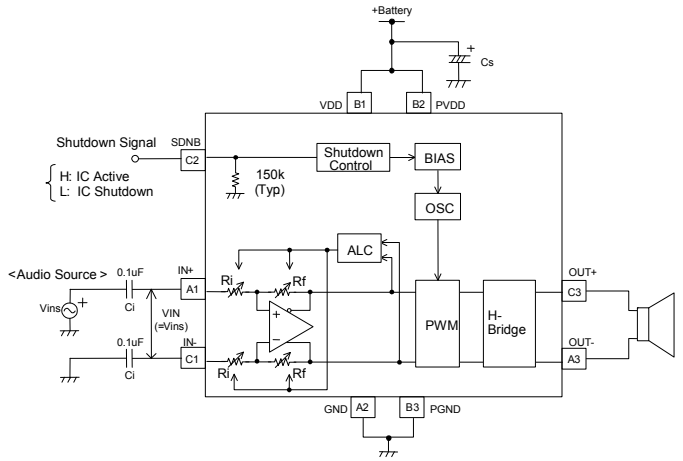 +Battery
+
Cs
VDD B1 B2 PVDD
Shutdown Signal SDNB
C2
H: IC Active
L: IC Shutdown
150k
(Typ)
Shutdown
Control
BIAS
OSC
ALC
<Audio Source >
0.1uF IN+
Vins + Ci A1 Ri Rf
VIN
(=Vins)
+
−
PWM
H-
Bridge
OUT+
C3
OUT-
A3
0.1uF IN-
Ci C1 Ri Rf
GND A2 B3 PGND